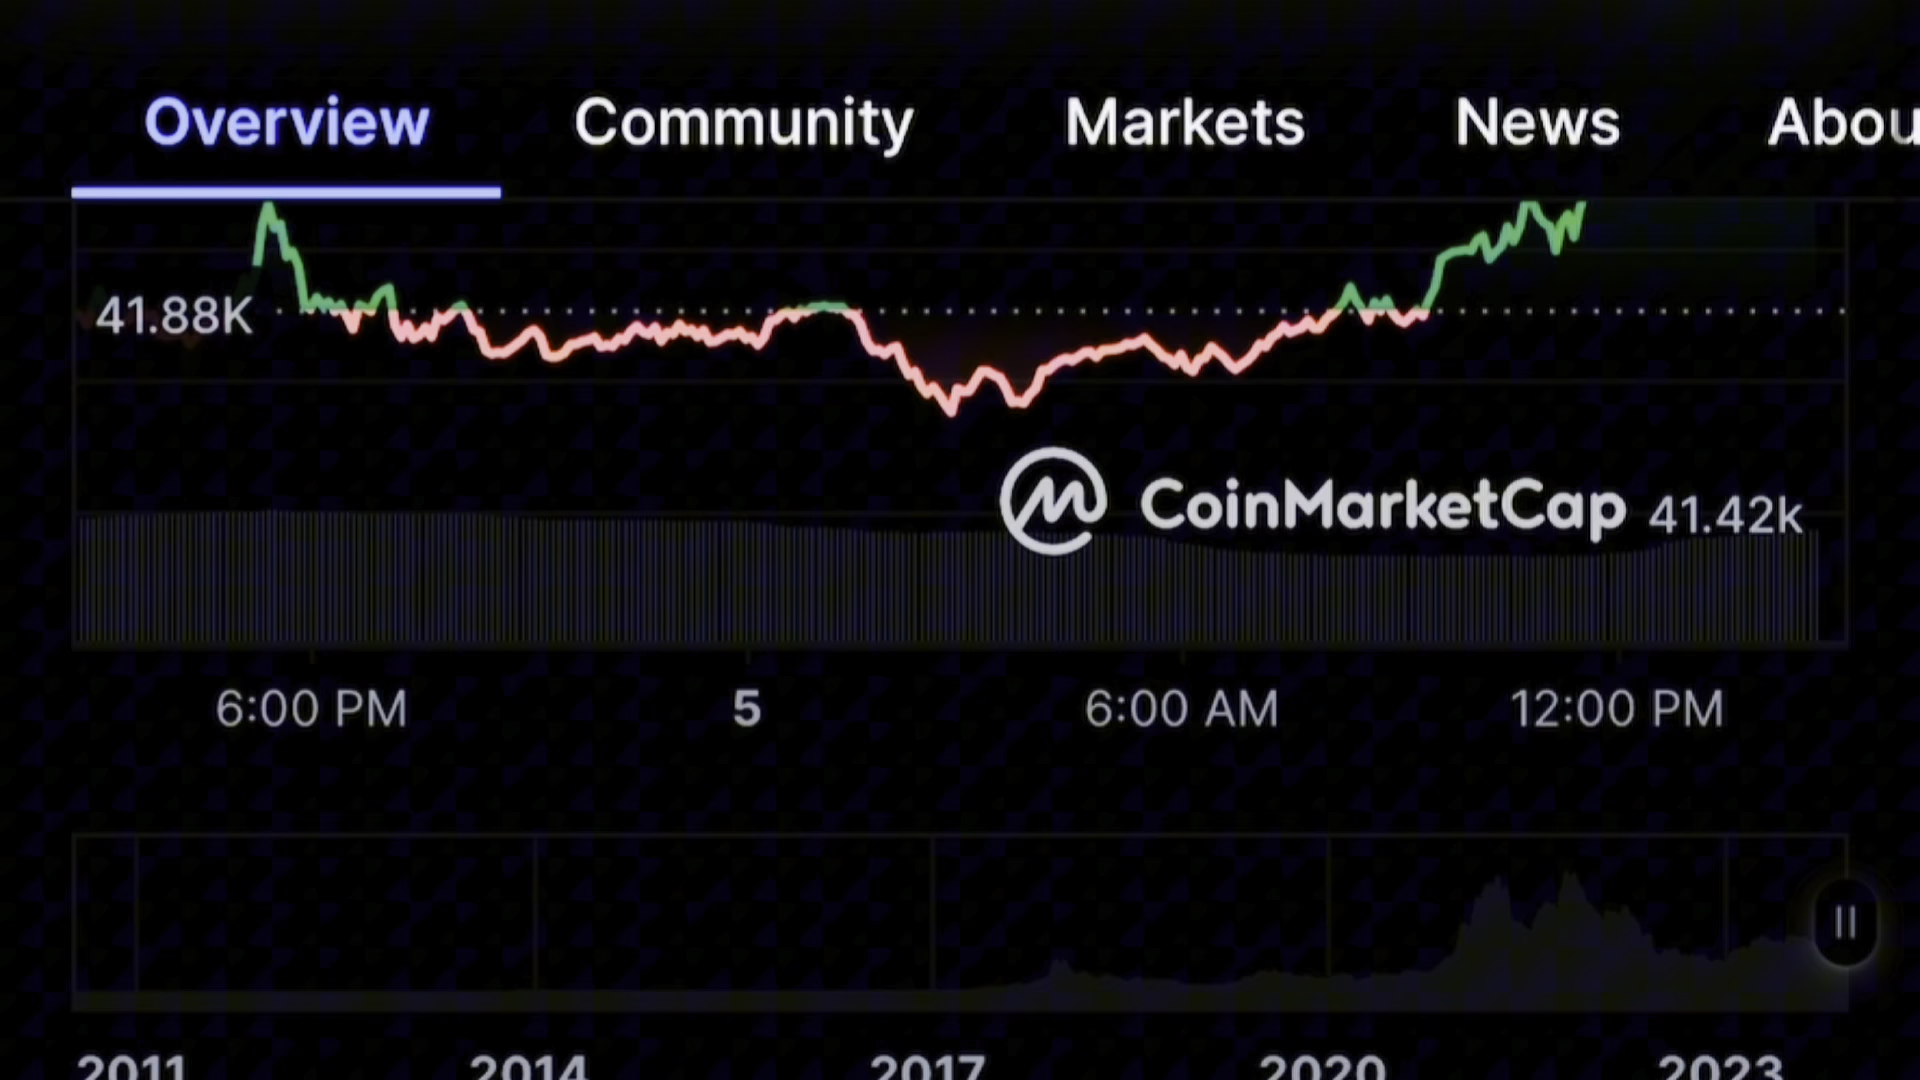 Overview Community Markets News Abou
41.88K
CoinMarketCap 41.42k
6:00 PM 5 6:00 AM 12:00 PM
2011 2014 2017 2020 2023